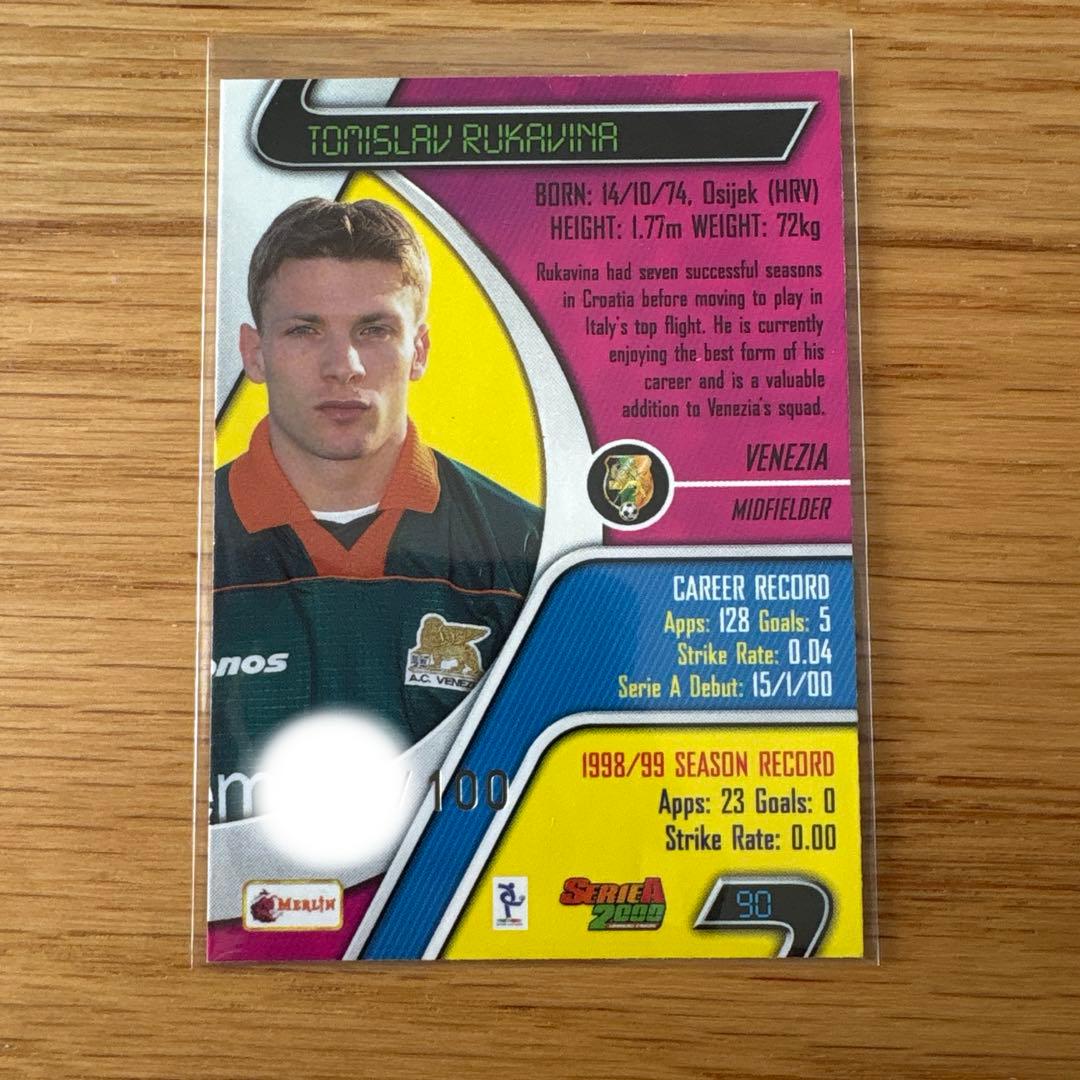 TOMISLAV RUKAVINA
BORN: 14/10/74, Osijek (HRV)
HEIGHT: 1.77m WEIGHT: 72kg
Rukavina had seven successful seasons
in Croatia before moving to play in
Italy's top flight. He is currently
enjoying the best form of his
career and is a valuable
addition to Venezia's squad.
VENEZIA
MIDFIELDER
CAREER RECORD
Apps: 128 Goals: 5
Strike Rate: 0.04
Serie A Debut: 15/1/00
1998/99 SEASON RECORD
Apps: 23 Goals: 0
Strike Rate: 0.00
onos
A.C. VENEZ
em
/100
MERLIN
SERIE A
2000
90